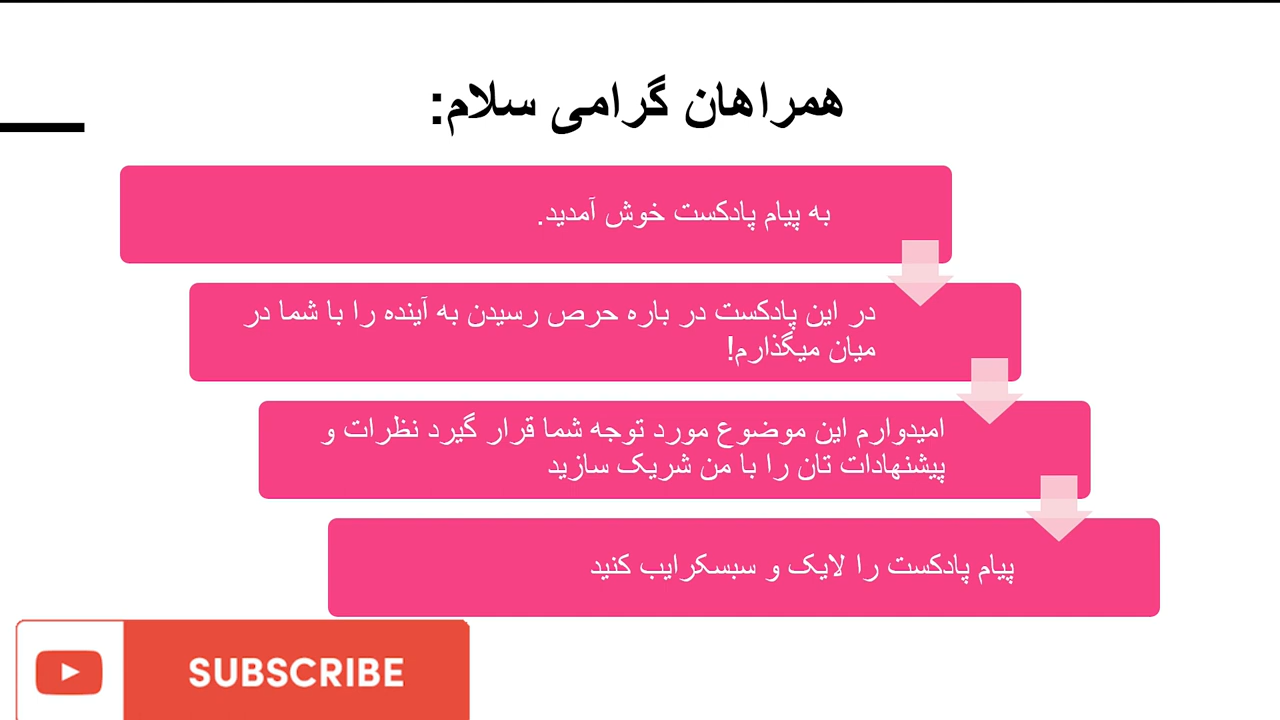 همراهان گرامی سلام:
به پیام پادکست خوش آمدید.
در این پادکست در باره حرص رسیدن به آینده را با شما در
میان میگذارم!
امیدوارم این موضوع مورد توجه شما قرار گیرد نظرات و
پیشنهادات تان را با من شریک سازید
پیام پادکست را لایک و سبسکرایب کنید
SUBSCRIBE